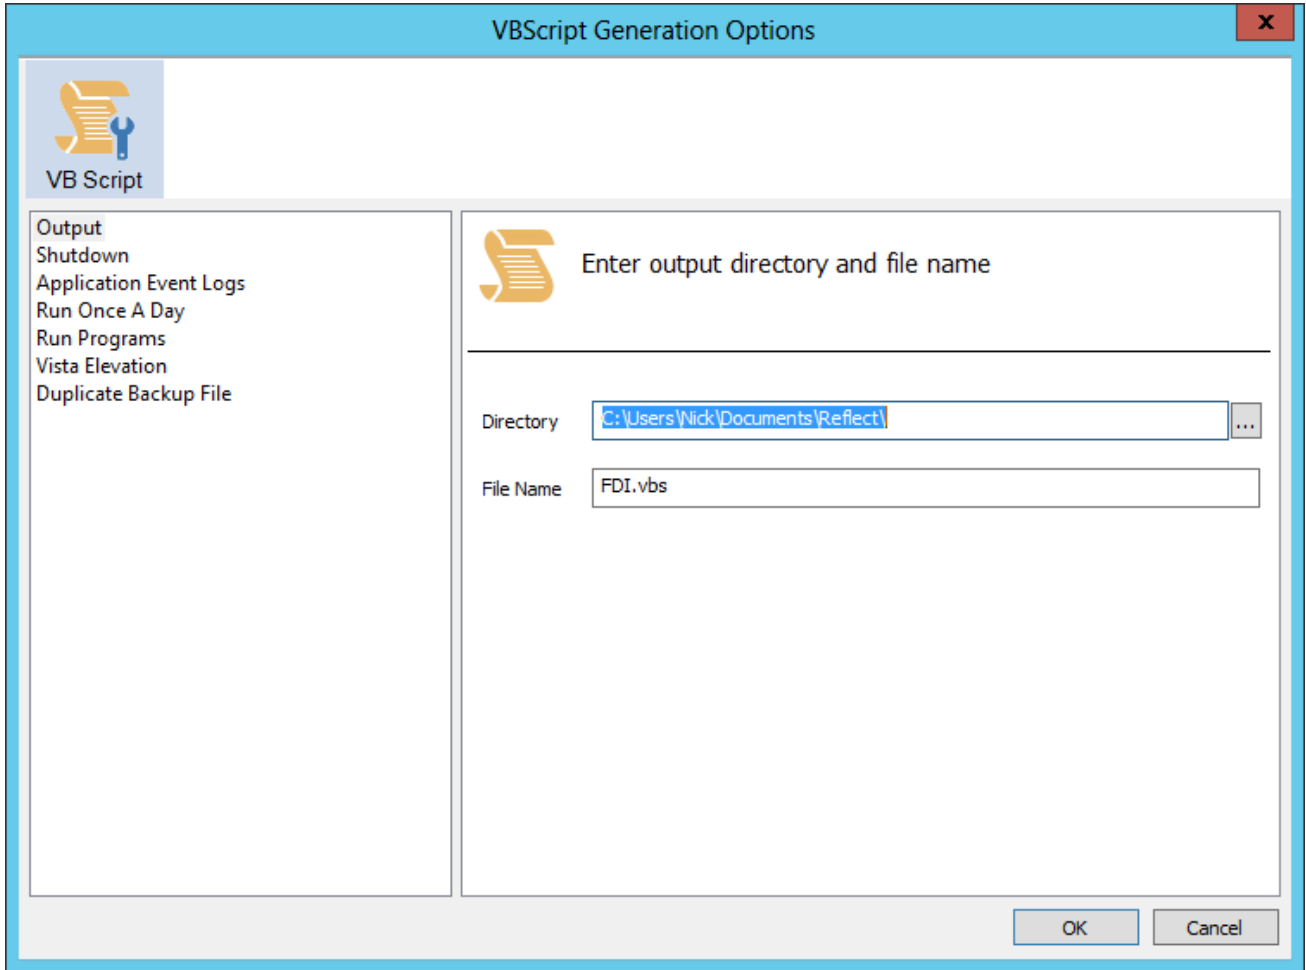 VBScript Generation Options
x
VB Script
Output
Shutdown
Application Event Logs
Run Once A Day
Run Programs
Vista Elevation
Duplicate Backup File
Enter output directory and file name
Directory C:\Users\Nick\Documents\Reflect\ ...
File Name FDI.vbs
OK Cancel